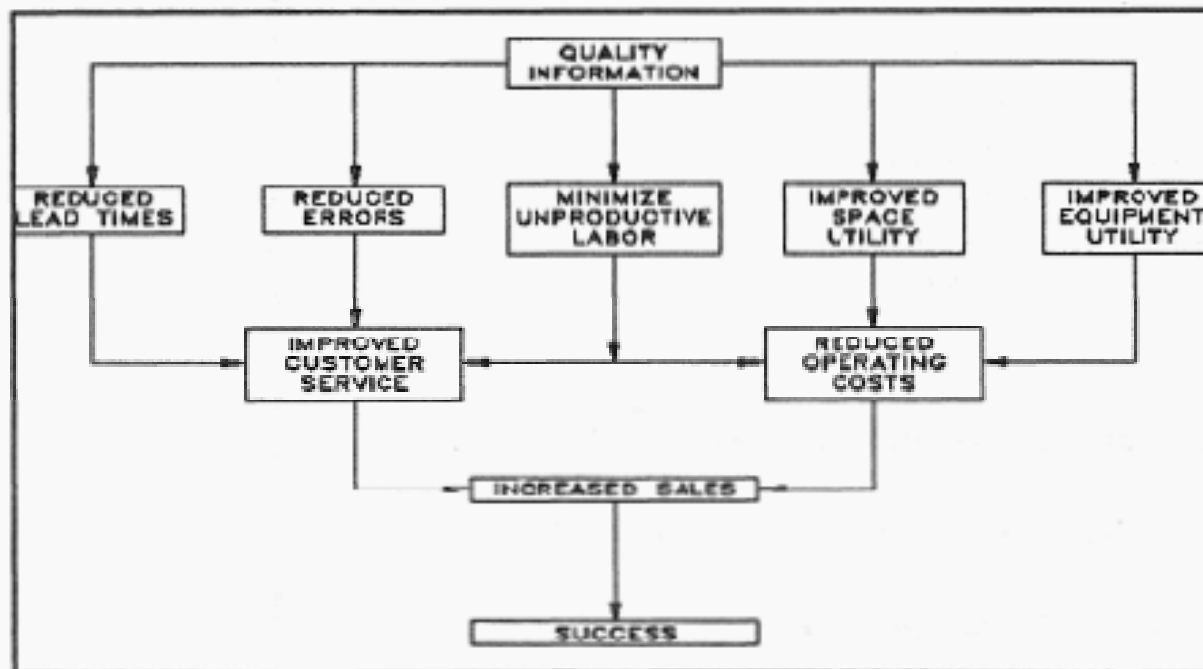 QUALITY
INFORMATION
REDUCED
LEAD TIMES
REDUCED
ERRORS
MINIMIZE
UNPRODUCTIVE
LABOR
IMPROVED
SPACE
UTILITY
IMPROVED
EQUIPMENT
UTILITY
IMPROVED
CUSTOMER
SERVICE
REDUCED
OPERATING
COSTS
INCREASED SALES
SUCCESS